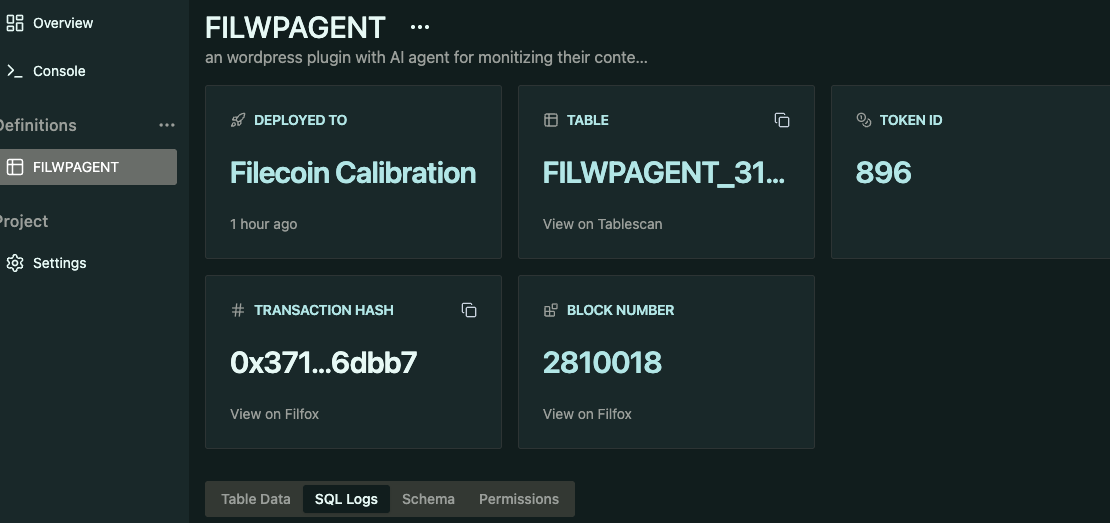 Overview
Console
Definitions
FILWPAGENT
Project
Settings
FILWPAGENT ...
an wordpress plugin with AI agent for monitizing their conte...
DEPLOYED TO
Filecoin Calibration
1 hour ago
TABLE
FILWPAGENT_31...
View on Tablescan
TOKEN ID
896
TRANSACTION HASH
0x371...6dbb7
View on Filfox
BLOCK NUMBER
2810018
View on Filfox
Table Data SQL Logs Schema Permissions